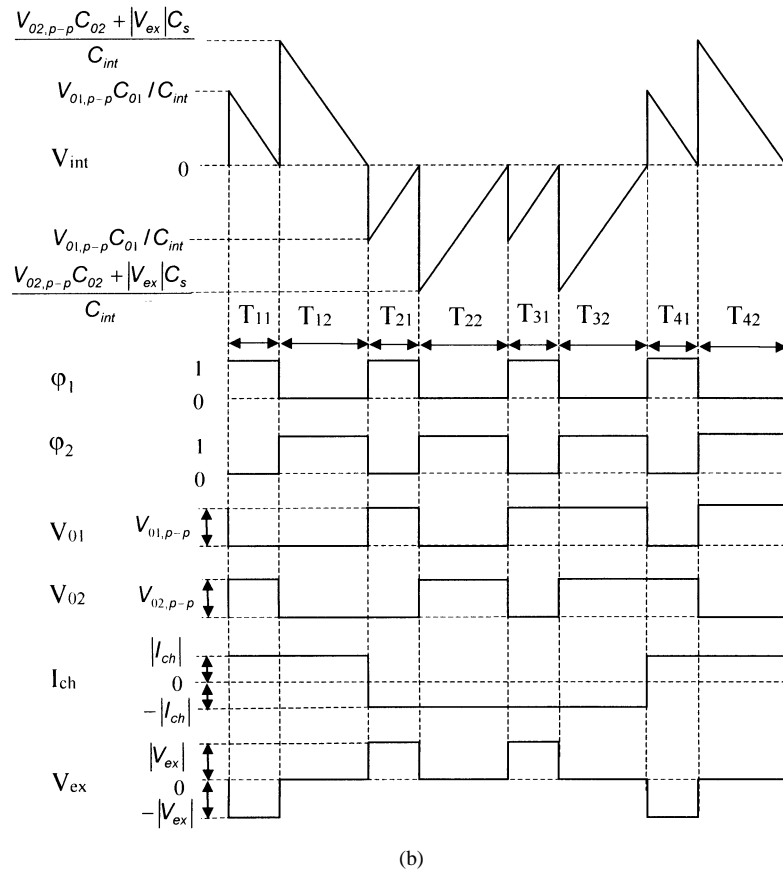 V02,p-p C02 + |Vex| Cs
Cint
V01,p-p C01 / Cint
Vint
0
V01,p-p C01 / Cint
V02,p-p C02 + |Vex| Cs
Cint
T11 T12 T21 T22 T31 T32 T41 T42
φ1
1
0
φ2
1
0
V01
V01,p-p
V02
V02,p-p
Ich
|Ich|
0
−|Ich|
Vex
|Vex|
0
−|Vex|
(b)